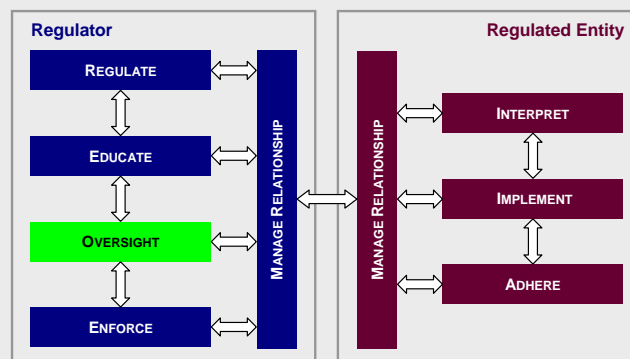 Regulator
REGULATE
EDUCATE
OVERSIGHT
ENFORCE
MANAGE RELATIONSHIP
Regulated Entity
MANAGE RELATIONSHIP
INTERPRET
IMPLEMENT
ADHERE